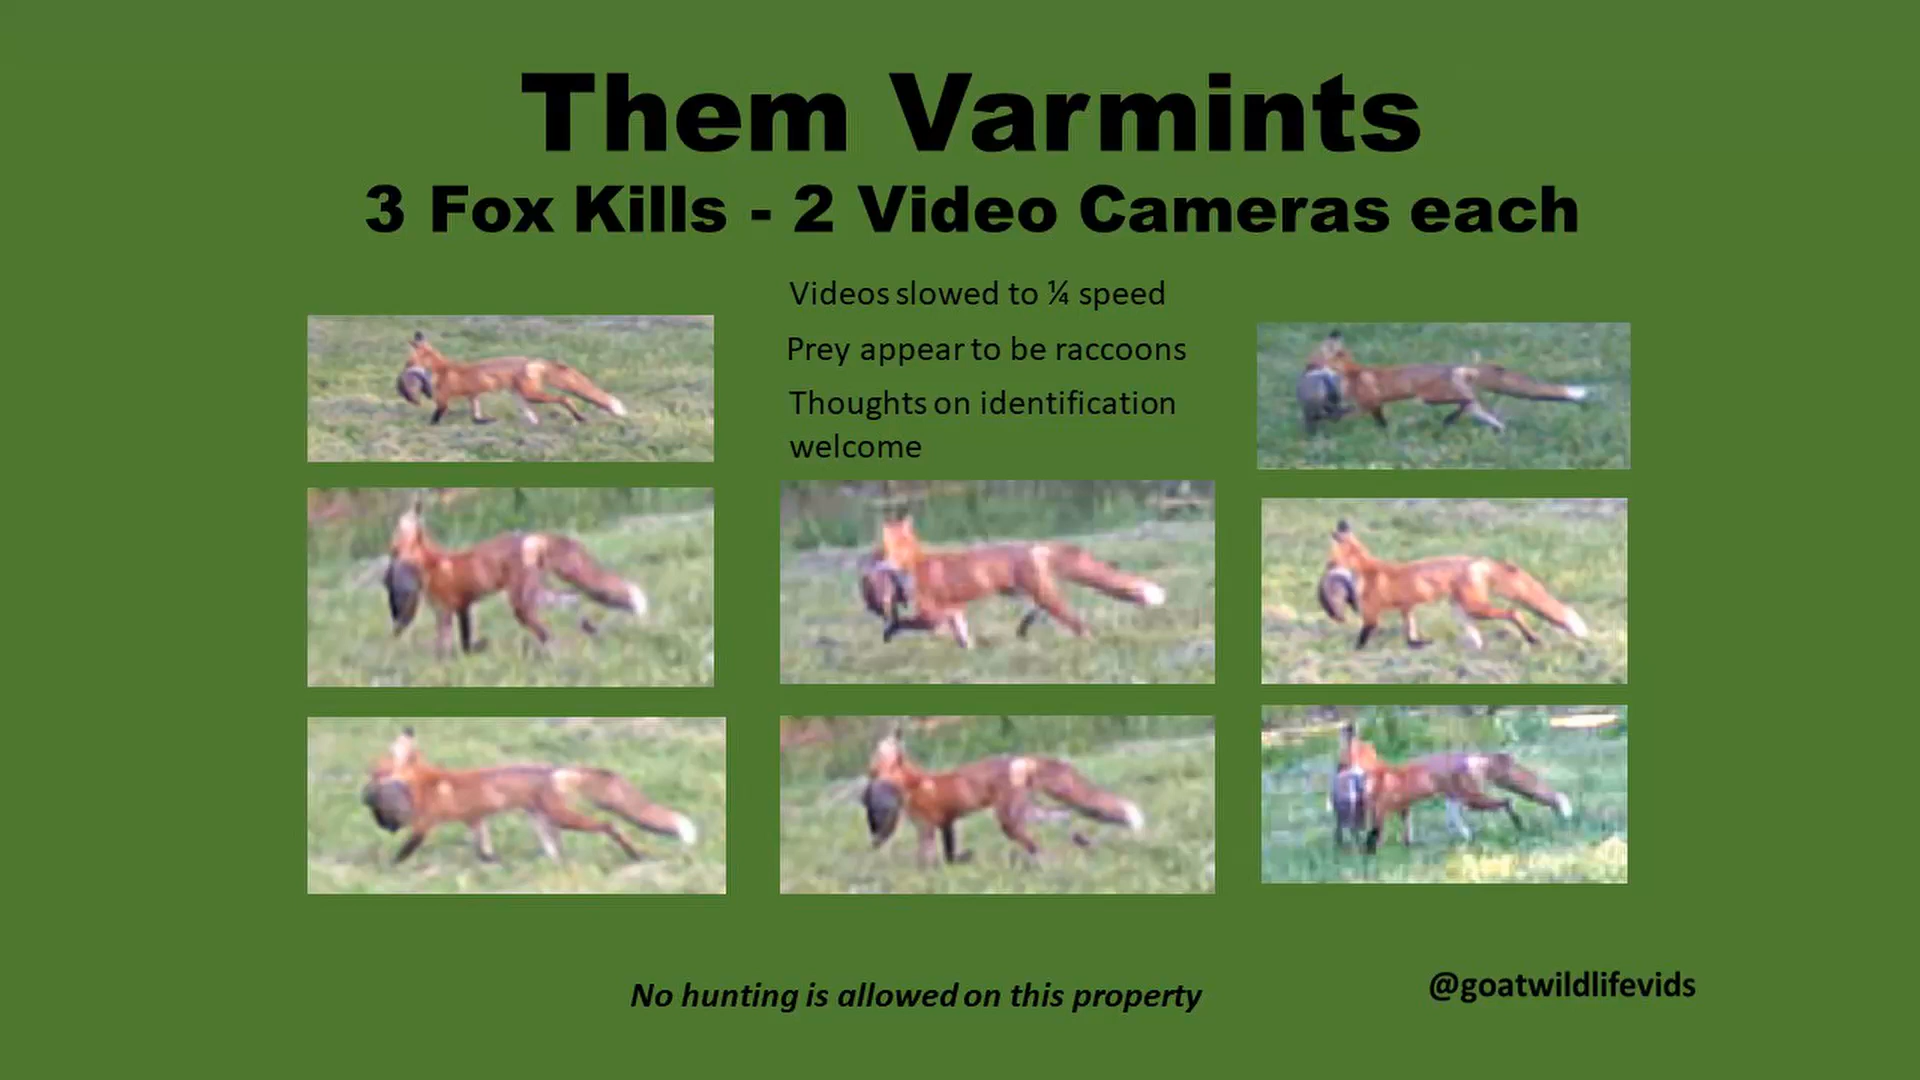 Them Varmints
3 Fox Kills - 2 Video Cameras each
Videos slowed to ¼ speed
Prey appear to be raccoons
Thoughts on identification
welcome
No hunting is allowed on this property
@goatwildlifevids